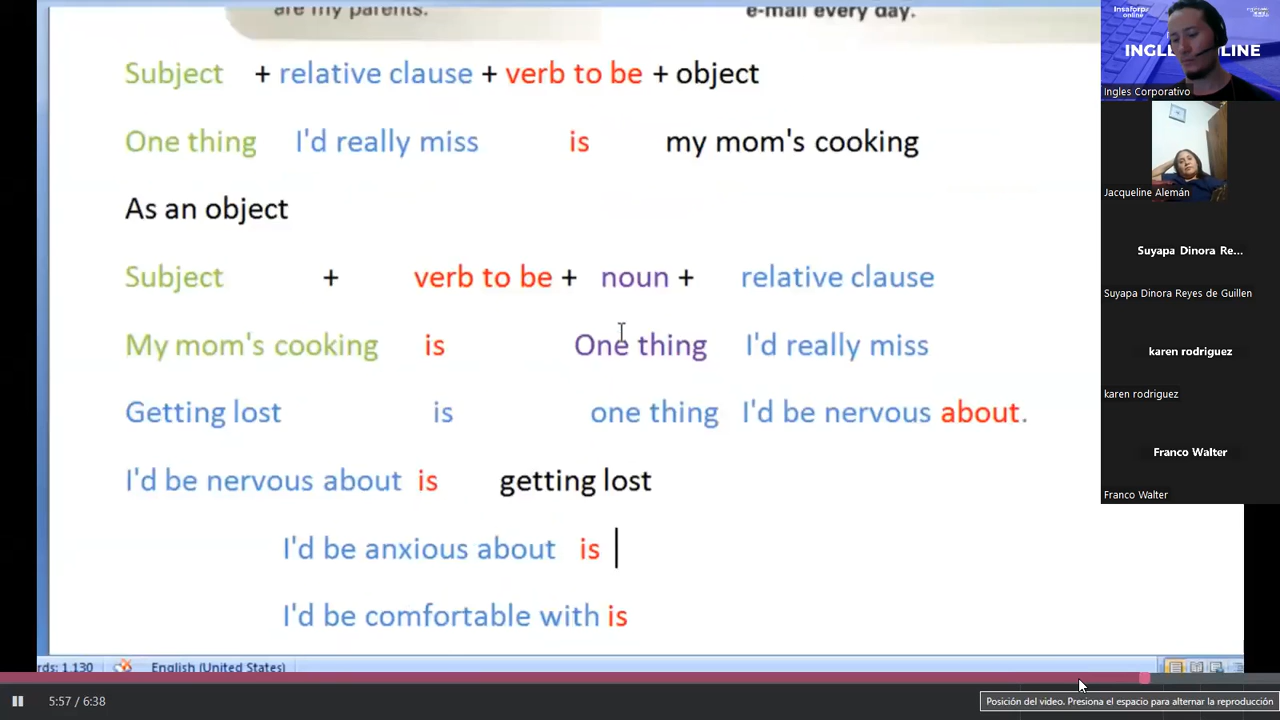 are my parents.
e-mail every day.
Subject + relative clause + verb to be + object
One thing I'd really miss is my mom's cooking
As an object
Subject + verb to be + noun + relative clause
My mom's cooking is One thing I'd really miss
Getting lost is one thing I'd be nervous about.
I'd be nervous about is getting lost
I'd be anxious about is
I'd be comfortable with is
rds: 1,130 English (United States)
5:57 / 6:38
Posición del video. Presiona el espacio para alternar la reproducción
Insaforp
online
Ingles Corporativo
Jacqueline Alemán
Suyapa Dinora Re...
Suyapa Dinora Reyes de Guillen
karen rodriguez
karen rodriguez
Franco Walter
Franco Walter